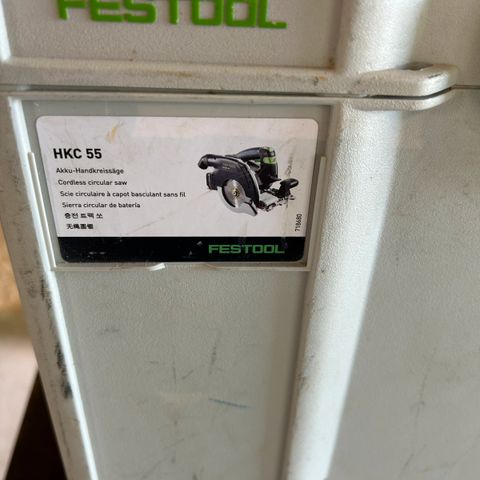 FESTOOL
HKC 55
Akku-Handkreissäge
Cordless circular saw
Scie circulaire à capot basculant sans fil
Sierra circular de batería
충전 트랙 쏘
无绳圆锯
718680
FESTOOL